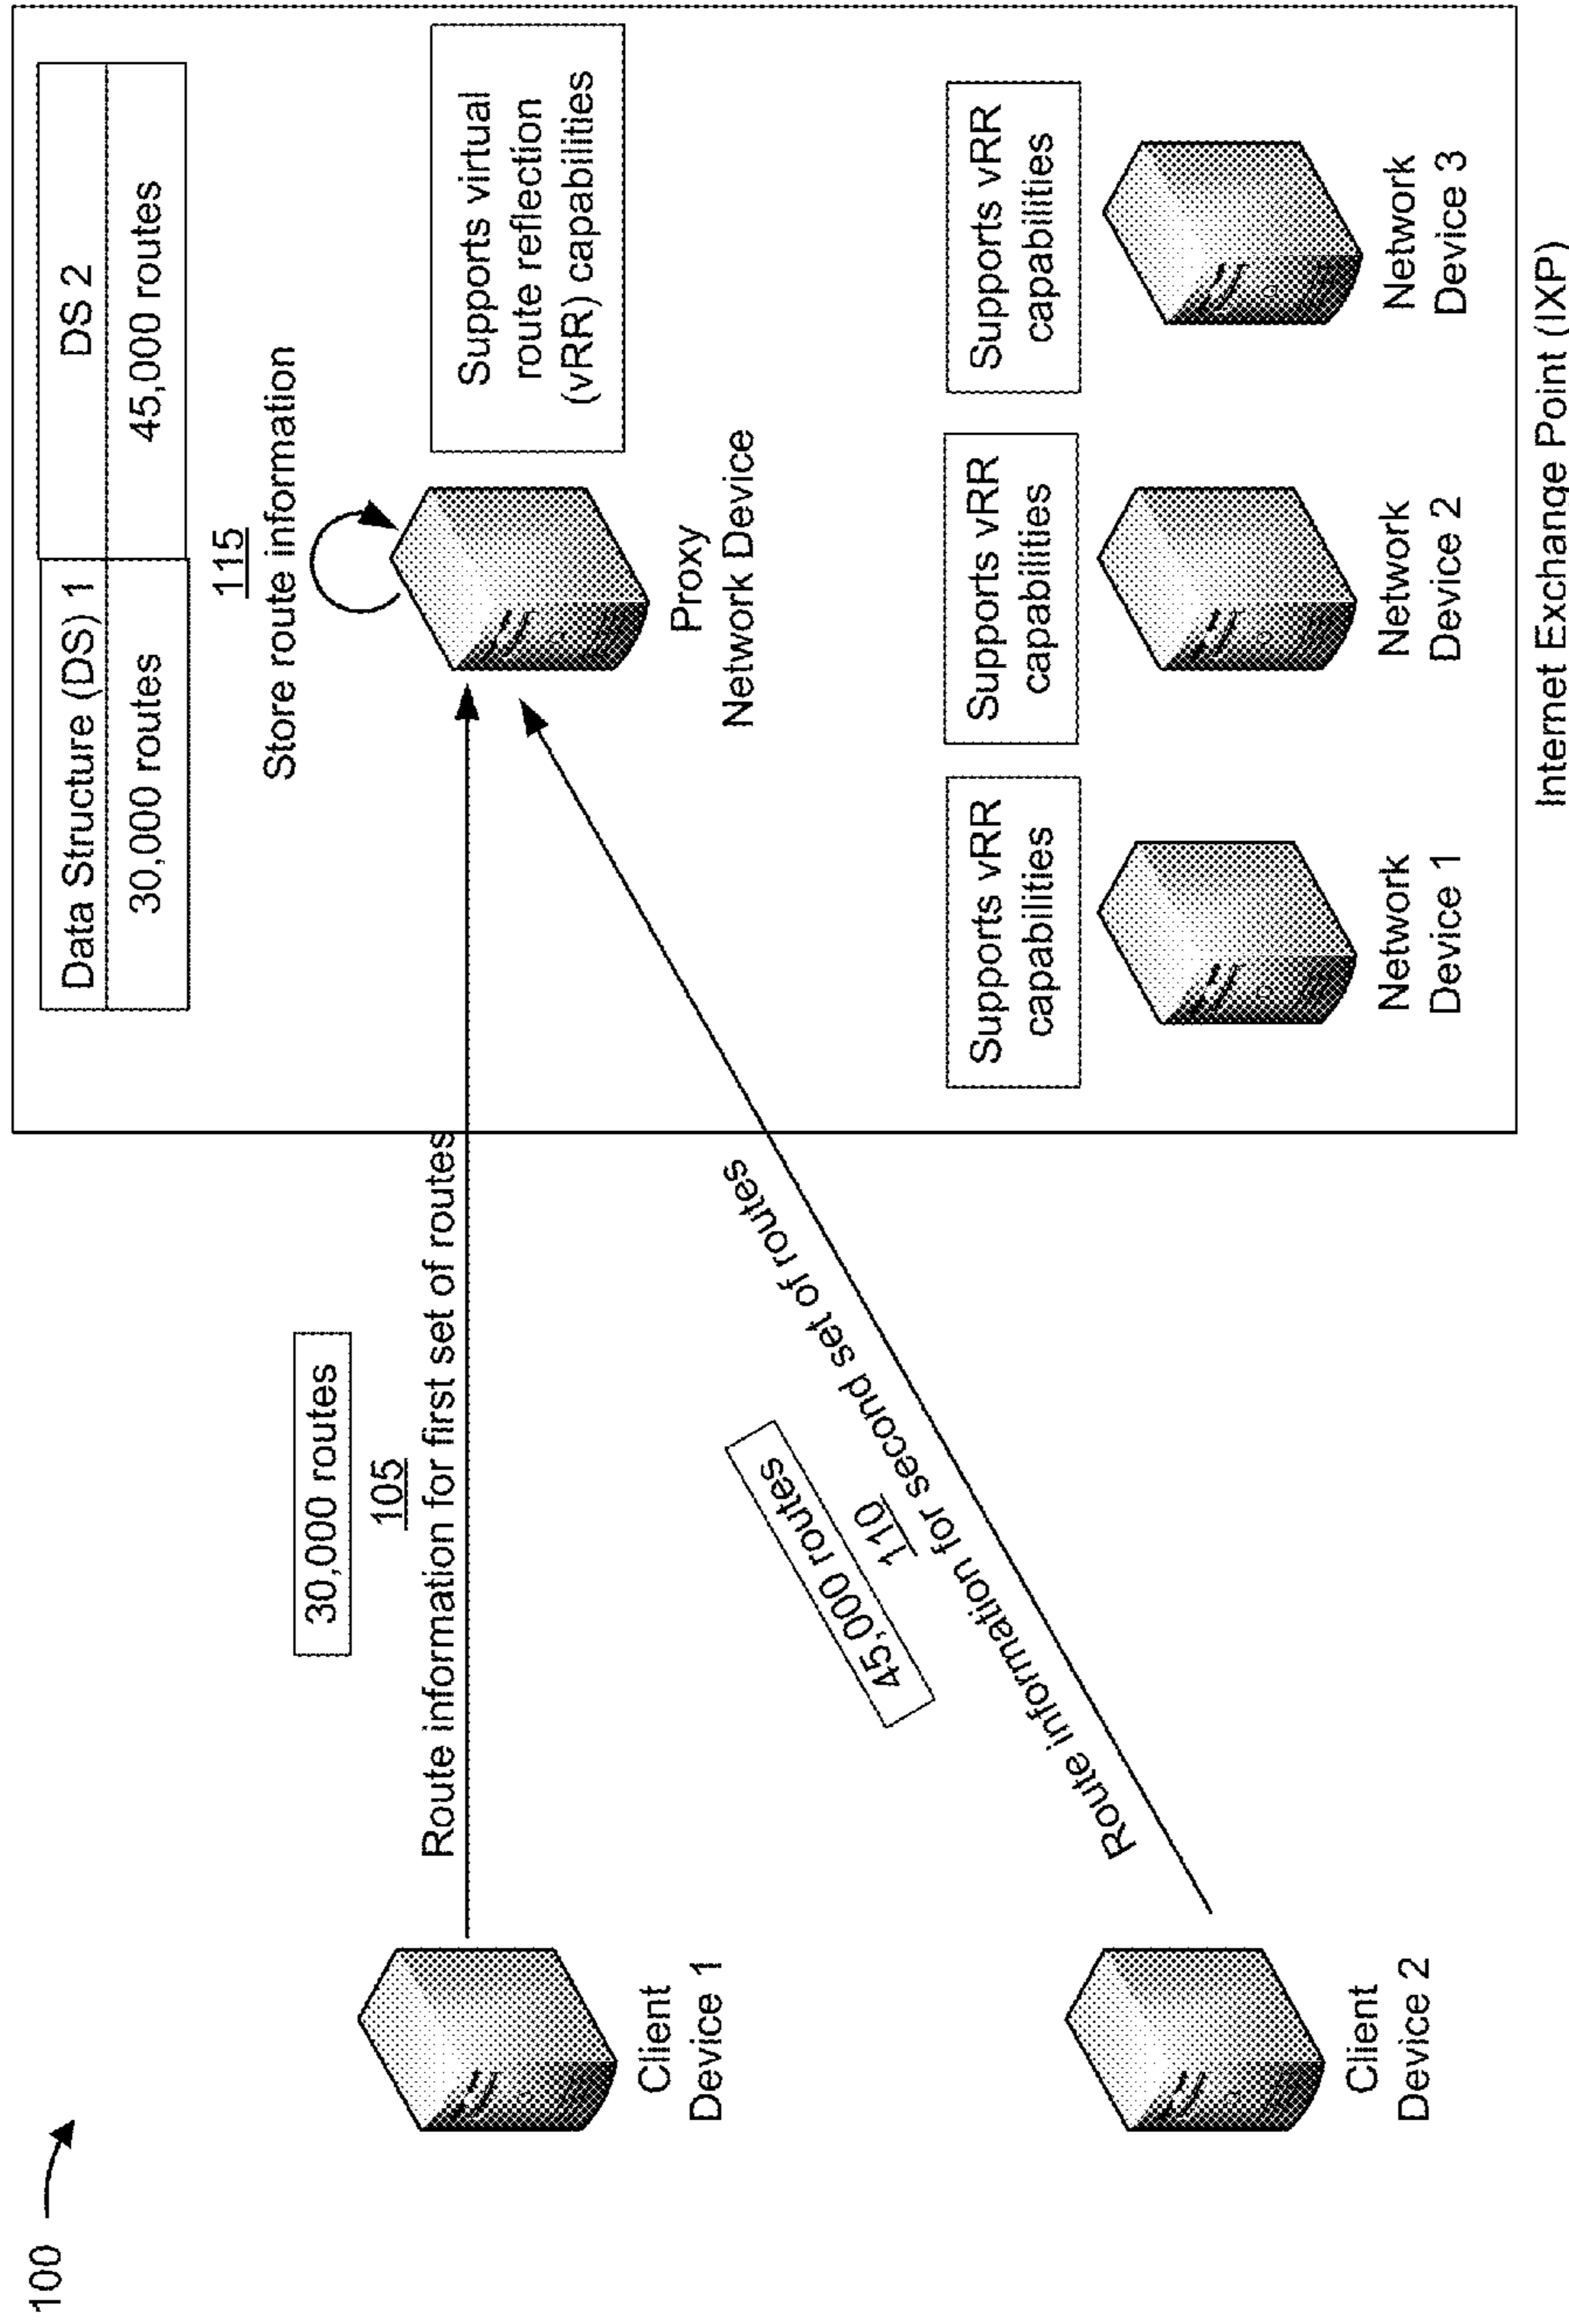 100
30,000 routes
105
Route information for first set of routes
45,000 routes
110
Route information for second set of routes
Client
Device 1
Client
Device 2
Data Structure (DS) 1
DS 2
30,000 routes
45,000 routes
115
Store route information
Supports virtual
route reflection
(vRR) capabilities
Proxy
Network Device
Supports vRR
capabilities
Supports vRR
capabilities
Supports vRR
capabilities
Network
Device 1
Network
Device 2
Network
Device 3
Internet Exchange Point (IXP)